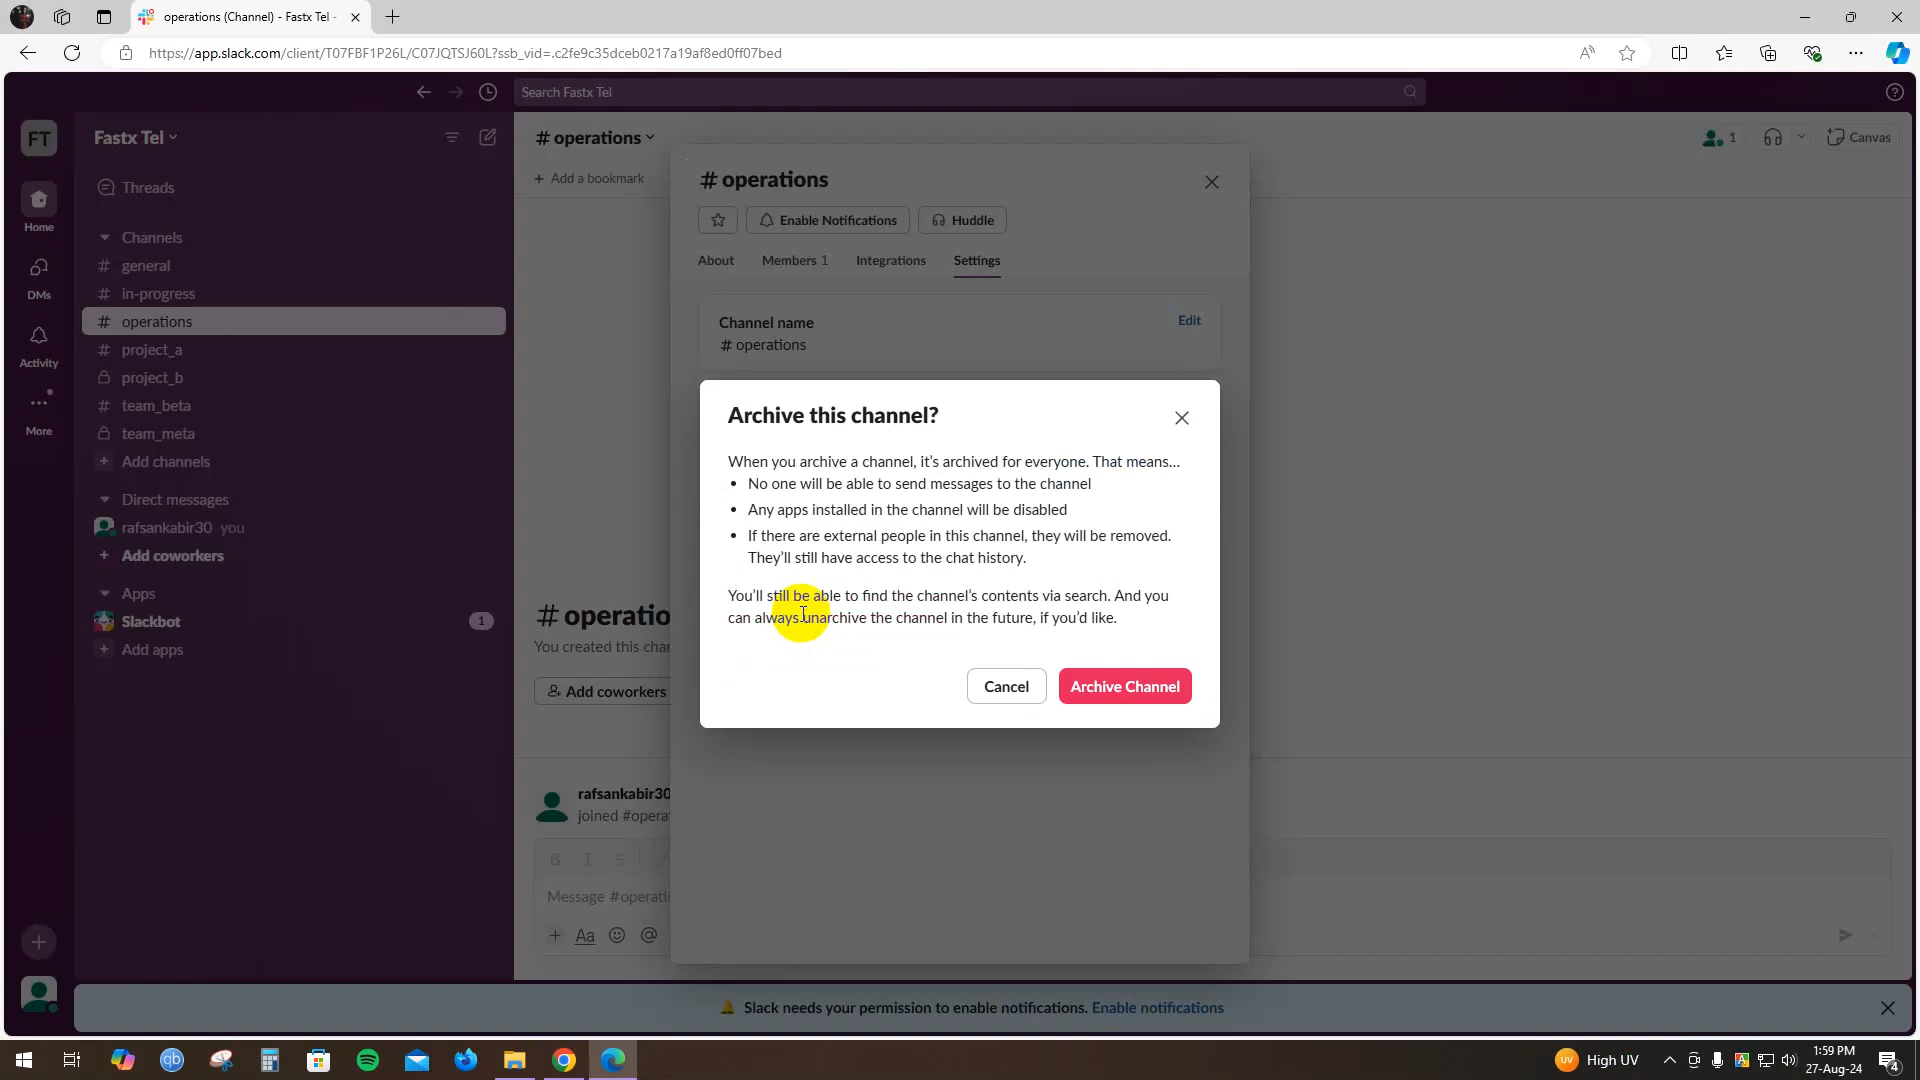 operations (Channel) - Fastx Tel -
https://app.slack.com/client/T07FBF1P26L/C07JQTSJ60L?ssb_vid=.c2fe9c35dceb0217a19af8ed0ff07bed
Search Fastx Tel
FT
Fastx Tel
# operations
1
Canvas
+ Add a bookmark
Threads
Home
Channels
# general
# in-progress
# operations
# project_a
project_b
# team_beta
team_meta
+ Add channels
DMs
Activity
More
Direct messages
rafsankabir30 you
+ Add coworkers
Apps
Slackbot
1
+ Add apps
# operations
Enable Notifications
Huddle
About
Members 1
Integrations
Settings
Channel name
Edit
# operations
Archive this channel?
When you archive a channel, it’s archived for everyone. That means…
• No one will be able to send messages to the channel
• Any apps installed in the channel will be disabled
• If there are external people in this channel, they will be removed.
They’ll still have access to the chat history.
You’ll still be able to find the channel’s contents via search. And you
can always unarchive the channel in the future, if you’d like.
Cancel
Archive Channel
# operatio
You created this cha
Add coworkers
rafsankabir30
joined #opera
B I S
Message #operati
+ Aa @
Slack needs your permission to enable notifications. Enable notifications
qb
UV
High UV
A
1:59 PM
27-Aug-24
4